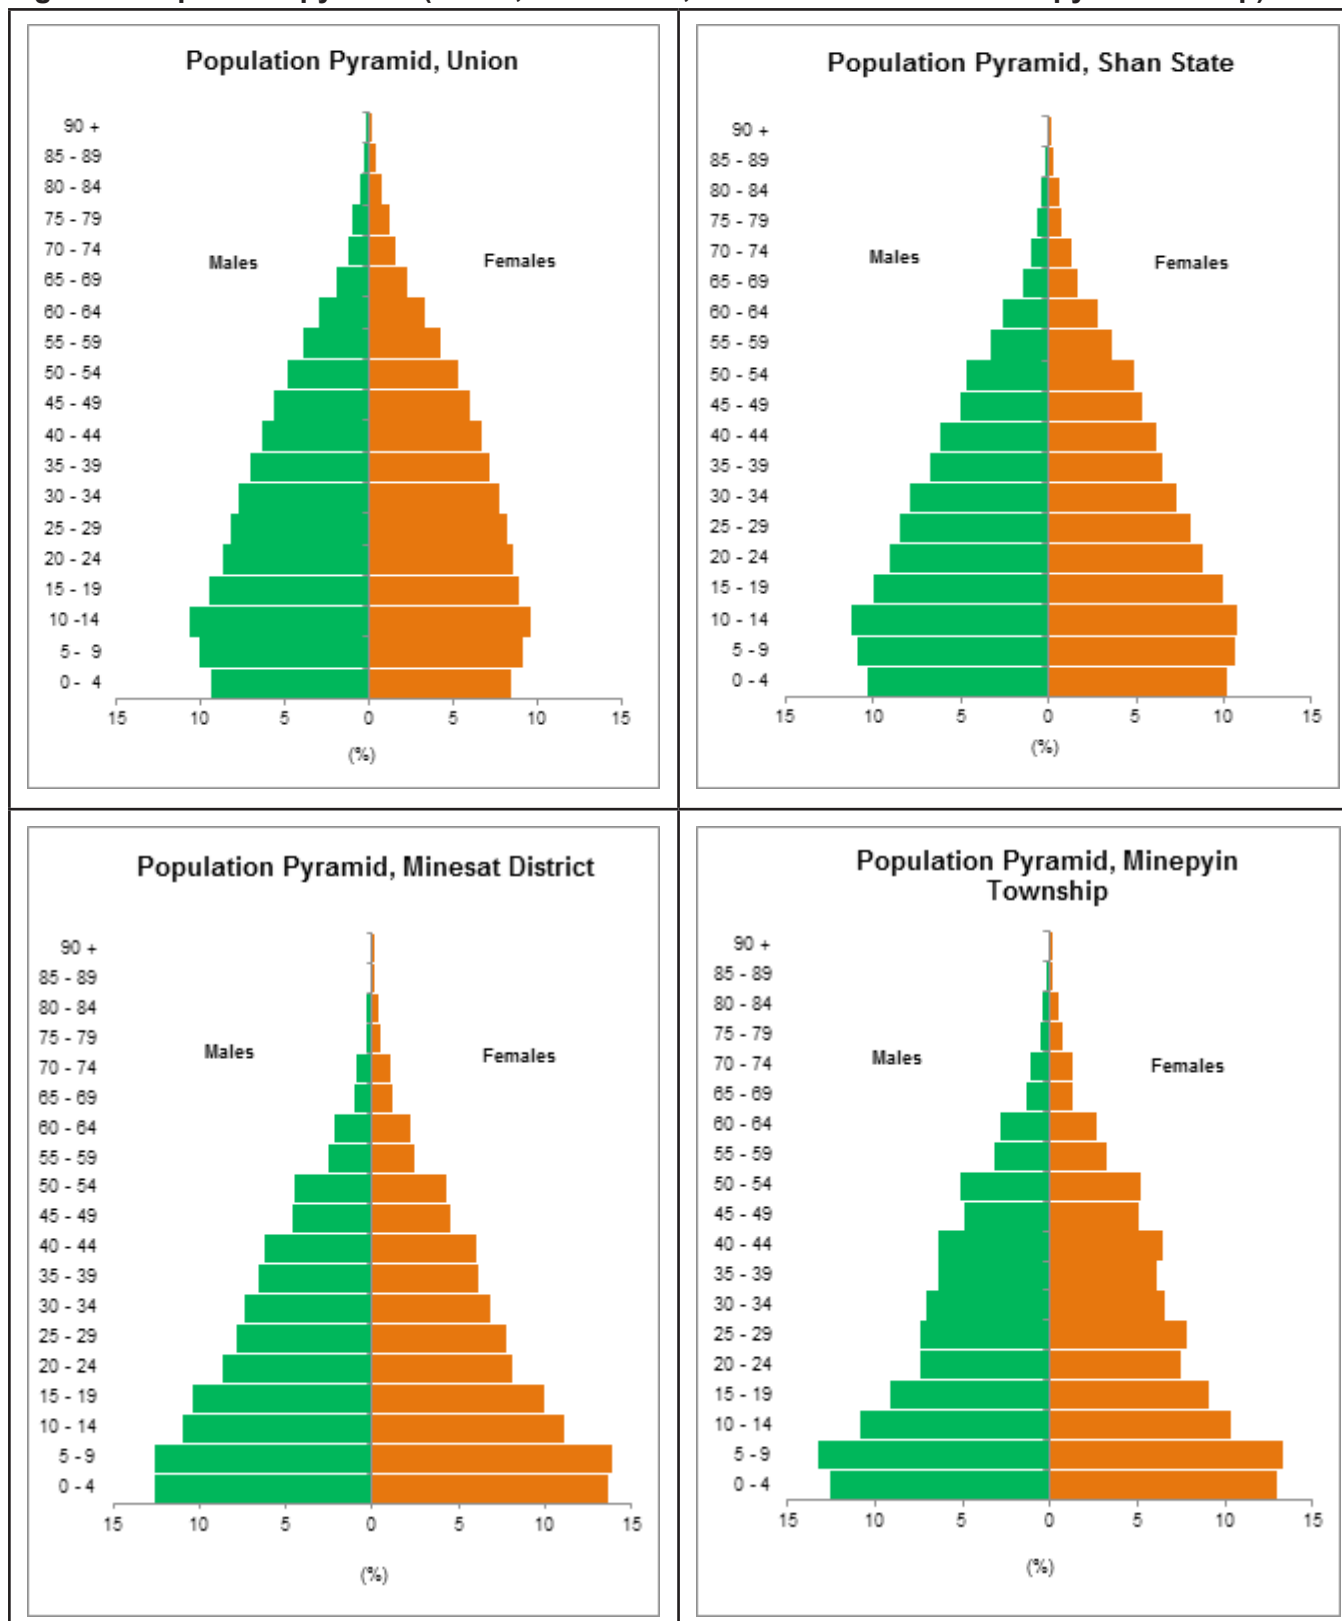 Population Pyramid, Union
90 +
85 - 89
80 - 84
75 - 79
70 - 74
65 - 69
60 - 64
55 - 59
50 - 54
45 - 49
40 - 44
35 - 39
30 - 34
25 - 29
20 - 24
15 - 19
10 -14
5 - 9
0 - 4
Males
Females
15 10 5 0 5 10 15
(%)
Population Pyramid, Shan State
90 +
85 - 89
80 - 84
75 - 79
70 - 74
65 - 69
60 - 64
55 - 59
50 - 54
45 - 49
40 - 44
35 - 39
30 - 34
25 - 29
20 - 24
15 - 19
10 - 14
5 - 9
0 - 4
Males
Females
15 10 5 0 5 10 15
(%)
Population Pyramid, Minesat District
90 +
85 - 89
80 - 84
75 - 79
70 - 74
65 - 69
60 - 64
55 - 59
50 - 54
45 - 49
40 - 44
35 - 39
30 - 34
25 - 29
20 - 24
15 - 19
10 - 14
5 - 9
0 - 4
Males
Females
15 10 5 0 5 10 15
(%)
Population Pyramid, Minepyin
Township
90 +
85 - 89
80 - 84
75 - 79
70 - 74
65 - 69
60 - 64
55 - 59
50 - 54
45 - 49
40 - 44
35 - 39
30 - 34
25 - 29
20 - 24
15 - 19
10 - 14
5 - 9
0 - 4
Males
Females
15 10 5 0 5 10 15
(%)